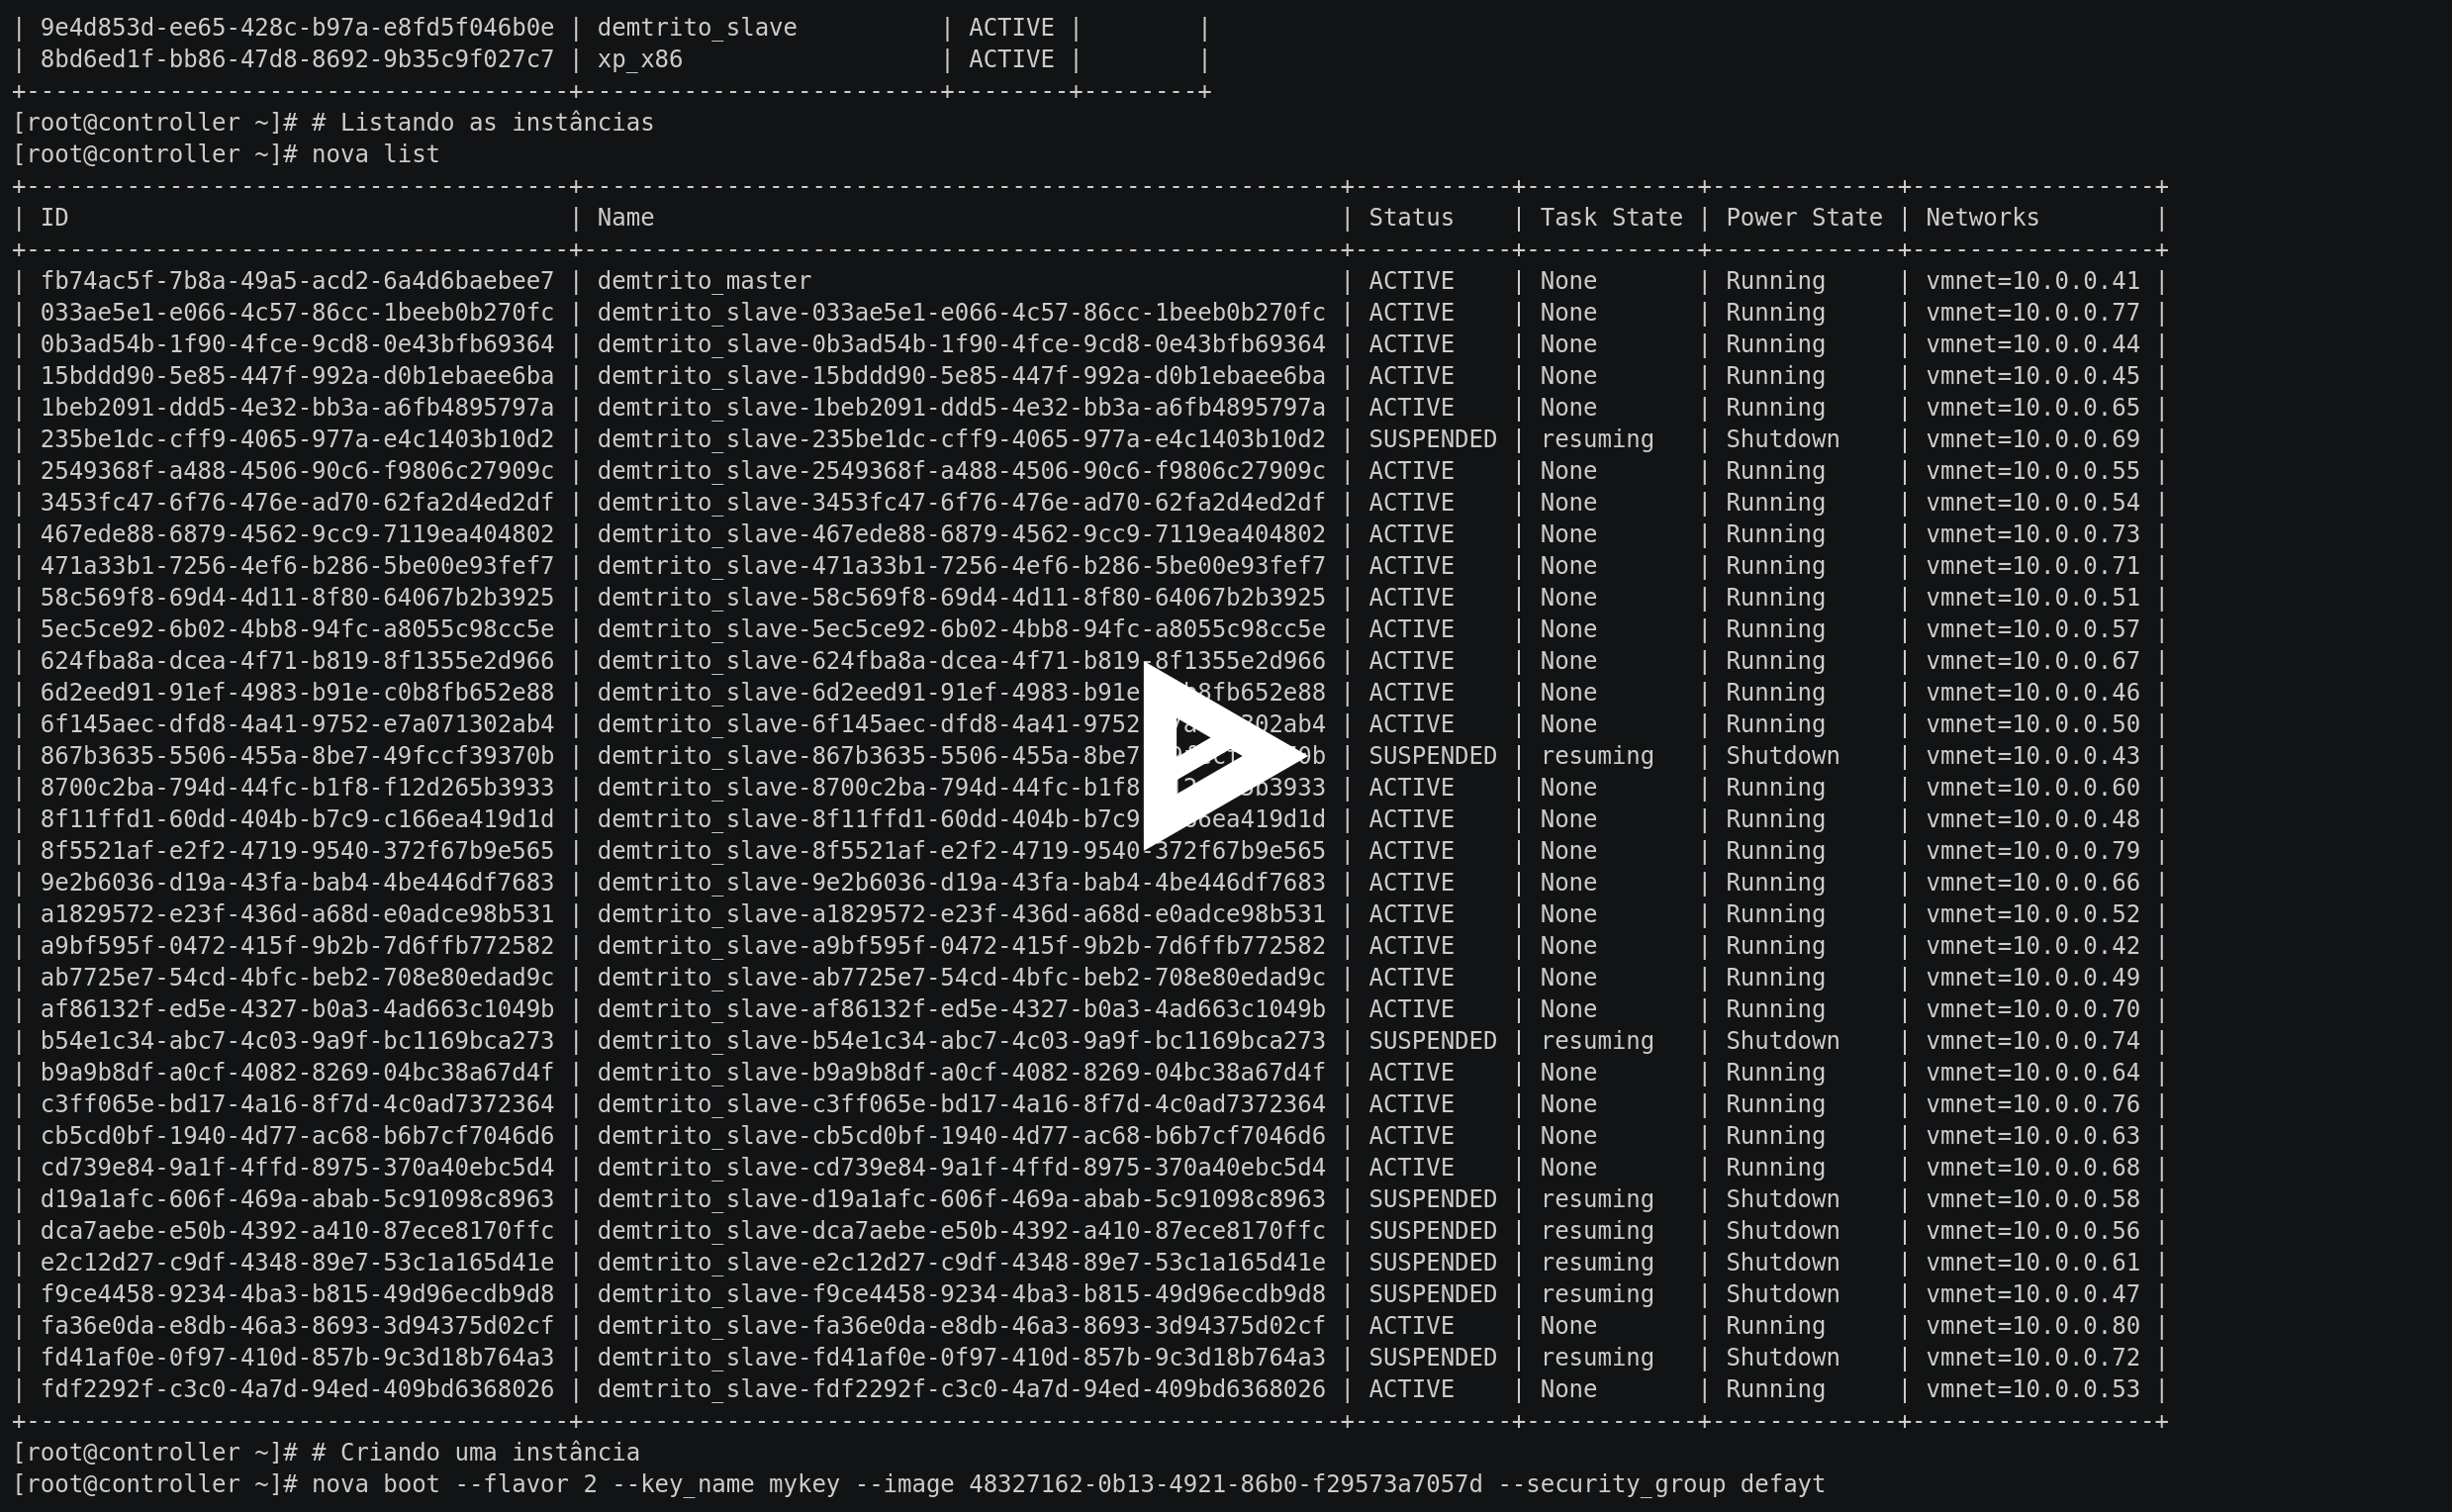 | 9e4d853d-ee65-428c-b97a-e8fd5f046b0e | demtrito_slave          | ACTIVE |        |
| 8bd6ed1f-bb86-47d8-8692-9b35c9f027c7 | xp_x86                  | ACTIVE |        |
+--------------------------------------+-------------------------+--------+--------+
[root@controller ~]# # Listando as instâncias
[root@controller ~]# nova list
+--------------------------------------+-----------------------------------------------------+-----------+------------+-------------+-----------------+
| ID                                   | Name                                                | Status    | Task State | Power State | Networks        |
+--------------------------------------+-----------------------------------------------------+-----------+------------+-------------+-----------------+
| fb74ac5f-7b8a-49a5-acd2-6a4d6baebee7 | demtrito_master                                     | ACTIVE    | None       | Running     | vmnet=10.0.0.41 |
| 033ae5e1-e066-4c57-86cc-1beeb0b270fc | demtrito_slave-033ae5e1-e066-4c57-86cc-1beeb0b270fc | ACTIVE    | None       | Running     | vmnet=10.0.0.77 |
| 0b3ad54b-1f90-4fce-9cd8-0e43bfb69364 | demtrito_slave-0b3ad54b-1f90-4fce-9cd8-0e43bfb69364 | ACTIVE    | None       | Running     | vmnet=10.0.0.44 |
| 15bddd90-5e85-447f-992a-d0b1ebaee6ba | demtrito_slave-15bddd90-5e85-447f-992a-d0b1ebaee6ba | ACTIVE    | None       | Running     | vmnet=10.0.0.45 |
| 1beb2091-ddd5-4e32-bb3a-a6fb4895797a | demtrito_slave-1beb2091-ddd5-4e32-bb3a-a6fb4895797a | ACTIVE    | None       | Running     | vmnet=10.0.0.65 |
| 235be1dc-cff9-4065-977a-e4c1403b10d2 | demtrito_slave-235be1dc-cff9-4065-977a-e4c1403b10d2 | SUSPENDED | resuming   | Shutdown    | vmnet=10.0.0.69 |
| 2549368f-a488-4506-90c6-f9806c27909c | demtrito_slave-2549368f-a488-4506-90c6-f9806c27909c | ACTIVE    | None       | Running     | vmnet=10.0.0.55 |
| 3453fc47-6f76-476e-ad70-62fa2d4ed2df | demtrito_slave-3453fc47-6f76-476e-ad70-62fa2d4ed2df | ACTIVE    | None       | Running     | vmnet=10.0.0.54 |
| 467ede88-6879-4562-9cc9-7119ea404802 | demtrito_slave-467ede88-6879-4562-9cc9-7119ea404802 | ACTIVE    | None       | Running     | vmnet=10.0.0.73 |
| 471a33b1-7256-4ef6-b286-5be00e93fef7 | demtrito_slave-471a33b1-7256-4ef6-b286-5be00e93fef7 | ACTIVE    | None       | Running     | vmnet=10.0.0.71 |
| 58c569f8-69d4-4d11-8f80-64067b2b3925 | demtrito_slave-58c569f8-69d4-4d11-8f80-64067b2b3925 | ACTIVE    | None       | Running     | vmnet=10.0.0.51 |
| 5ec5ce92-6b02-4bb8-94fc-a8055c98cc5e | demtrito_slave-5ec5ce92-6b02-4bb8-94fc-a8055c98cc5e | ACTIVE    | None       | Running     | vmnet=10.0.0.57 |
| 624fba8a-dcea-4f71-b819-8f1355e2d966 | demtrito_slave-624fba8a-dcea-4f71-b819-8f1355e2d966 | ACTIVE    | None       | Running     | vmnet=10.0.0.67 |
| 6d2eed91-91ef-4983-b91e-c0b8fb652e88 | | ACTIVE    | None       | Running     | vmnet=10.0.0.46 |
| 6f145aec-dfd8-4a41-9752-e7a071302ab4 | | ACTIVE    | None       | Running     | vmnet=10.0.0.50 |
| 867b3635-5506-455a-8be7-49fccf39370b | | SUSPENDED | resuming   | Shutdown    | vmnet=10.0.0.43 |
| 8700c2ba-794d-44fc-b1f8-f12d265b3933 | | ACTIVE    | None       | Running     | vmnet=10.0.0.60 |
| 8f11ffd1-60dd-404b-b7c9-c166ea419d1d | | ACTIVE    | None       | Running     | vmnet=10.0.0.48 |
| 8f5521af-e2f2-4719-9540-372f67b9e565 | demtrito_slave-8f5521af-e2f2-4719-9540-372f67b9e565 | ACTIVE    | None       | Running     | vmnet=10.0.0.79 |
| 9e2b6036-d19a-43fa-bab4-4be446df7683 | demtrito_slave-9e2b6036-d19a-43fa-bab4-4be446df7683 | ACTIVE    | None       | Running     | vmnet=10.0.0.66 |
| a1829572-e23f-436d-a68d-e0adce98b531 | demtrito_slave-a1829572-e23f-436d-a68d-e0adce98b531 | ACTIVE    | None       | Running     | vmnet=10.0.0.52 |
| a9bf595f-0472-415f-9b2b-7d6ffb772582 | demtrito_slave-a9bf595f-0472-415f-9b2b-7d6ffb772582 | ACTIVE    | None       | Running     | vmnet=10.0.0.42 |
| ab7725e7-54cd-4bfc-beb2-708e80edad9c | demtrito_slave-ab7725e7-54cd-4bfc-beb2-708e80edad9c | ACTIVE    | None       | Running     | vmnet=10.0.0.49 |
| af86132f-ed5e-4327-b0a3-4ad663c1049b | demtrito_slave-af86132f-ed5e-4327-b0a3-4ad663c1049b | ACTIVE    | None       | Running     | vmnet=10.0.0.70 |
| b54e1c34-abc7-4c03-9a9f-bc1169bca273 | demtrito_slave-b54e1c34-abc7-4c03-9a9f-bc1169bca273 | SUSPENDED | resuming   | Shutdown    | vmnet=10.0.0.74 |
| b9a9b8df-a0cf-4082-8269-04bc38a67d4f | demtrito_slave-b9a9b8df-a0cf-4082-8269-04bc38a67d4f | ACTIVE    | None       | Running     | vmnet=10.0.0.64 |
| c3ff065e-bd17-4a16-8f7d-4c0ad7372364 | demtrito_slave-c3ff065e-bd17-4a16-8f7d-4c0ad7372364 | ACTIVE    | None       | Running     | vmnet=10.0.0.76 |
| cb5cd0bf-1940-4d77-ac68-b6b7cf7046d6 | demtrito_slave-cb5cd0bf-1940-4d77-ac68-b6b7cf7046d6 | ACTIVE    | None       | Running     | vmnet=10.0.0.63 |
| cd739e84-9a1f-4ffd-8975-370a40ebc5d4 | demtrito_slave-cd739e84-9a1f-4ffd-8975-370a40ebc5d4 | ACTIVE    | None       | Running     | vmnet=10.0.0.68 |
| d19a1afc-606f-469a-abab-5c91098c8963 | demtrito_slave-d19a1afc-606f-469a-abab-5c91098c8963 | SUSPENDED | resuming   | Shutdown    | vmnet=10.0.0.58 |
| dca7aebe-e50b-4392-a410-87ece8170ffc | demtrito_slave-dca7aebe-e50b-4392-a410-87ece8170ffc | SUSPENDED | resuming   | Shutdown    | vmnet=10.0.0.56 |
| e2c12d27-c9df-4348-89e7-53c1a165d41e | demtrito_slave-e2c12d27-c9df-4348-89e7-53c1a165d41e | SUSPENDED | resuming   | Shutdown    | vmnet=10.0.0.61 |
| f9ce4458-9234-4ba3-b815-49d96ecdb9d8 | demtrito_slave-f9ce4458-9234-4ba3-b815-49d96ecdb9d8 | SUSPENDED | resuming   | Shutdown    | vmnet=10.0.0.47 |
| fa36e0da-e8db-46a3-8693-3d94375d02cf | demtrito_slave-fa36e0da-e8db-46a3-8693-3d94375d02cf | ACTIVE    | None       | Running     | vmnet=10.0.0.80 |
| fd41af0e-0f97-410d-857b-9c3d18b764a3 | demtrito_slave-fd41af0e-0f97-410d-857b-9c3d18b764a3 | SUSPENDED | resuming   | Shutdown    | vmnet=10.0.0.72 |
| fdf2292f-c3c0-4a7d-94ed-409bd6368026 | demtrito_slave-fdf2292f-c3c0-4a7d-94ed-409bd6368026 | ACTIVE    | None       | Running     | vmnet=10.0.0.53 |
+--------------------------------------+-----------------------------------------------------+-----------+------------+-------------+-----------------+
[root@controller ~]# # Criando uma instância
[root@controller ~]# nova boot --flavor 2 --key_name mykey --image 48327162-0b13-4921-86b0-f29573a7057d --security_group defayt